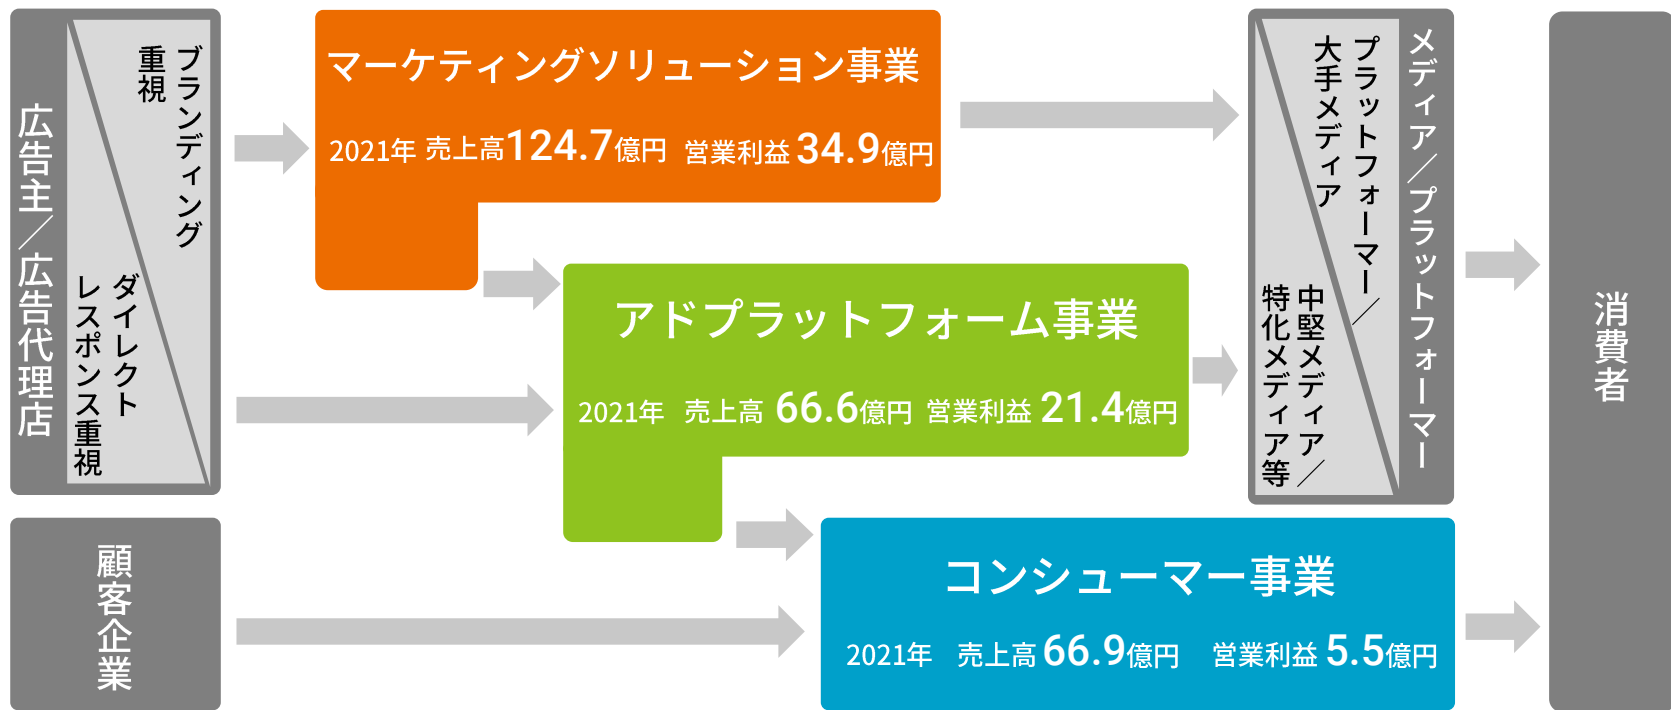 広告主／広告代理店
ブランディング
重視
ダイレクト
レスポンス重視
マーケティングソリューション事業
2021年 売上高124.7億円 営業利益 34.9億円
アドプラットフォーム事業
2021年 売上高 66.6億円 営業利益 21.4億円
メディア／プラットフォーマー
プラットフォーマー／
大手メディア
中堅メディア／
特化メディア等
消費者
顧客企業
コンシューマー事業
2021年 売上高 66.9億円 営業利益 5.5億円